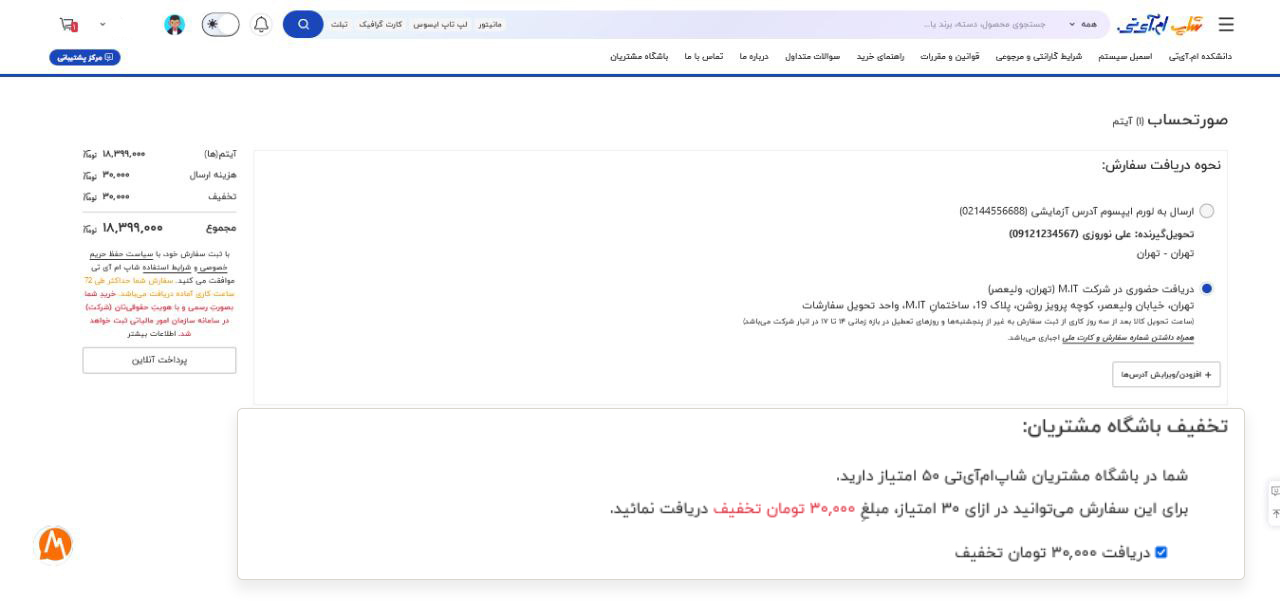 شاپ ام‌آی‌تی
همه
جستجوی محصول، دسته، برند یا...
مانیتور
لپ تاپ ایسوس
کارت گرافیک
تبلت
1
دانشکده ام‌.آی‌تی
اسمبل سیستم
شرایط گارانتی و مرجوعی
قوانین و مقررات
راهنمای خرید
سوالات متداول
درباره ما
تماس با ما
باشگاه مشتریان
مرکز پشتیبانی
صورتحساب (۱) آیتم
نحوه دریافت سفارش:
ارسال به لورم ایپسوم آدرس آزمایشی (02144556688)
تحویل‌گیرنده: علی نوروزی (09121234567)
تهران - تهران
دریافت حضوری در شرکت M.IT (تهران، ولیعصر)
تهران، خیابان ولیعصر، کوچه پرویز روشن، پلاک 19، ساختمانِ M.IT، واحد تحویل سفارشات
(ساعت تحویل کالا بعد از سه روز کاری از ثبت سفارش به غیر از پنجشنبه‌ها و روزهای تعطیل در بازه زمانی ۱۴ تا ۱۷ در انبار شرکت می‌باشد)
همراه داشتن شماره سفارش و کارت ملی اجباری می‌باشد.
+ افزودن/ویرایش آدرس‌ها
آیتم(ها) ۱۸,۳۹۹,۰۰۰ تومان
هزینه ارسال ۳۰,۰۰۰ تومان
تخفیف ۳۰,۰۰۰ تومان
مجموع ۱۸,۳۹۹,۰۰۰ تومان
با ثبت سفارش خود، با سیاست حفظ حریم
خصوصی و شرایط استفاده شاپ ام آی تی
موافقت می کنید. سفارش شما حداکثر طی 72
ساعت کاری آماده دریافت می‌باشد. خرید شما
بصورت رسمی و با هویتِ حقوقی‌تان (شرکت)
در سامانه سازمان امور مالیاتی ثبت خواهد
شد. اطلاعات بیشتر
پرداخت آنلاین
تخفیف باشگاه مشتریان:
شما در باشگاه مشتریان شاپ‌ام‌آی‌تی ۵۰ امتیاز دارید.
برای این سفارش می‌توانید در ازای ۳۰ امتیاز، مبلغِ ۳۰,۰۰۰ تومان تخفیف دریافت نمائید.
دریافت ۳۰,۰۰۰ تومان تخفیف